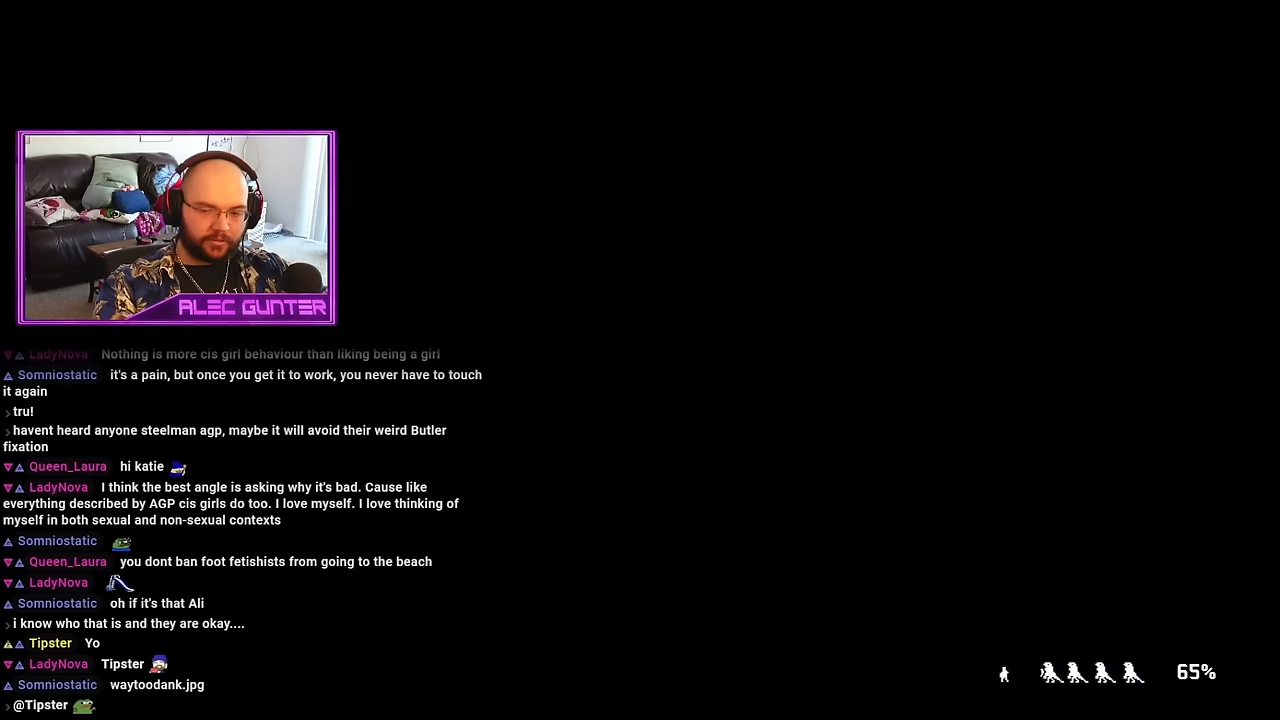 ALEC GUNTER
LadyNova Nothing is more cis girl behaviour than liking being a girl
Somniostatic it's a pain, but once you get it to work, you never have to touch
it again
tru!
havent heard anyone steelman agp, maybe it will avoid their weird Butler
fixation
Queen_Laura hi katie
LadyNova I think the best angle is asking why it's bad. Cause like
everything described by AGP cis girls do too. I love myself. I love thinking of
myself in both sexual and non-sexual contexts
Somniostatic
Queen_Laura you dont ban foot fetishists from going to the beach
LadyNova
Somniostatic oh if it's that Ali
i know who that is and they are okay....
Tipster Yo
LadyNova Tipster
Somniostatic waytoodank.jpg
@Tipster
65%